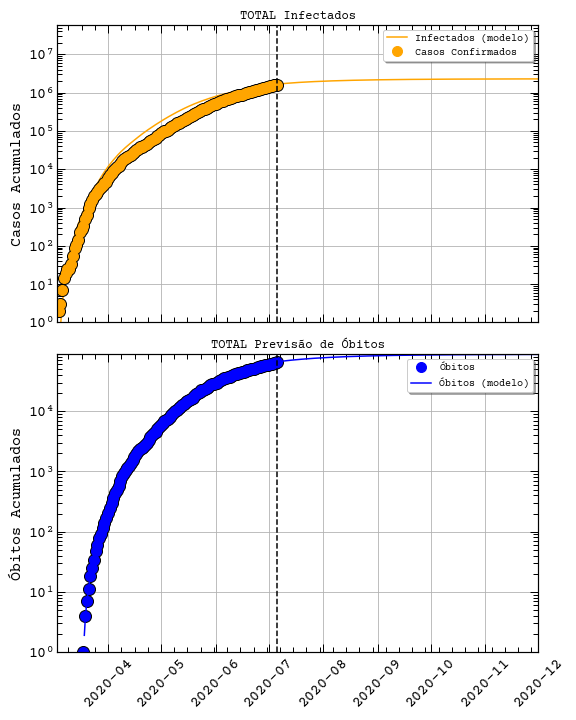 TOTAL Infectados
Infectados (modelo)
Casos Confirmados
Casos Acumulados
10⁷
10⁶
10⁵
10⁴
10³
10²
10¹
10⁰
TOTAL Previsão de Óbitos
Óbitos
Óbitos (modelo)
Óbitos Acumulados
10⁴
10³
10²
10¹
10⁰
2020-04
2020-05
2020-06
2020-07
2020-08
2020-09
2020-10
2020-11
2020-12